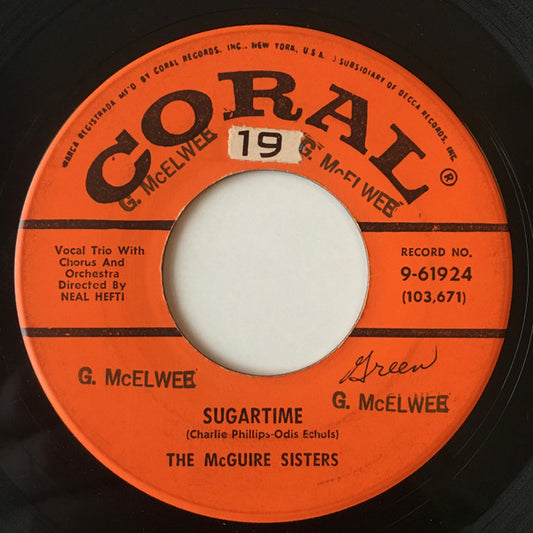 MARCA REGISTRADA MF'D BY CORAL RECORDS, INC., NEW YORK, U.S.A. SUBSIDIARY OF DECCA RECORDS, INC.
CORAL®
19
G. McELWEE
G. McELWEE
Vocal Trio With
Chorus And
Orchestra
Directed By
NEAL HEFTI
RECORD NO.
9-61924
(103,671)
G. McELWEE
Green
G. McELWEE
SUGARTIME
(Charlie Phillips-Odis Echols)
THE McGUIRE SISTERS